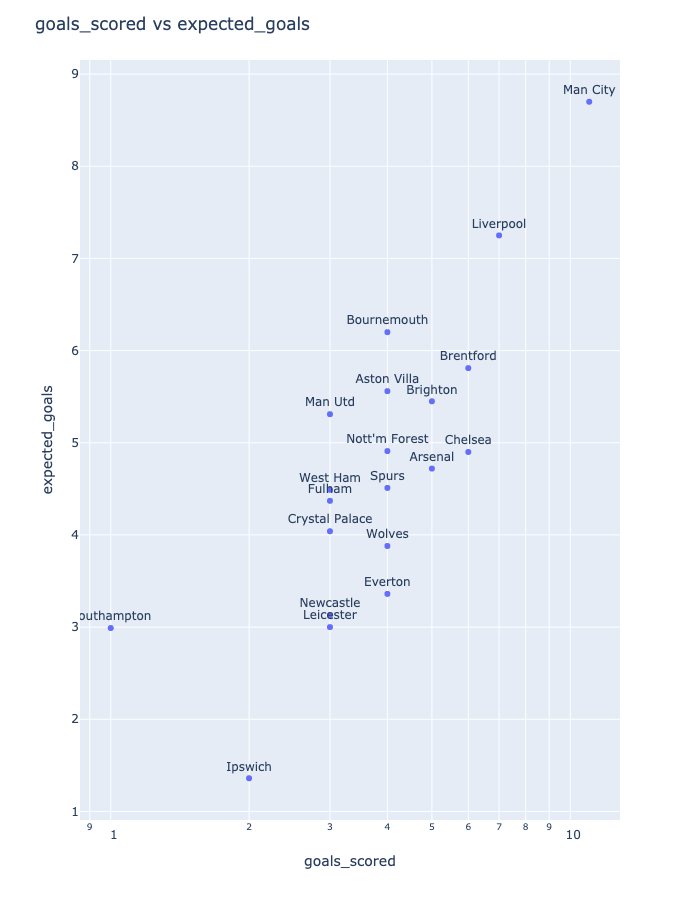 goals_scored vs expected_goals
9
Man City
8
Liverpool
7
Bournemouth
6
Brentford
Aston Villa
Brighton
Man Utd
expected_goals
5
Nott'm Forest
Chelsea
Arsenal
West Ham
Spurs
Fulham
Crystal Palace
4
Wolves
Everton
Newcastle
Leicester
outhampton
3
2
Ipswich
1
9 1 2 3 4 5 6 7 8 9 10
goals_scored